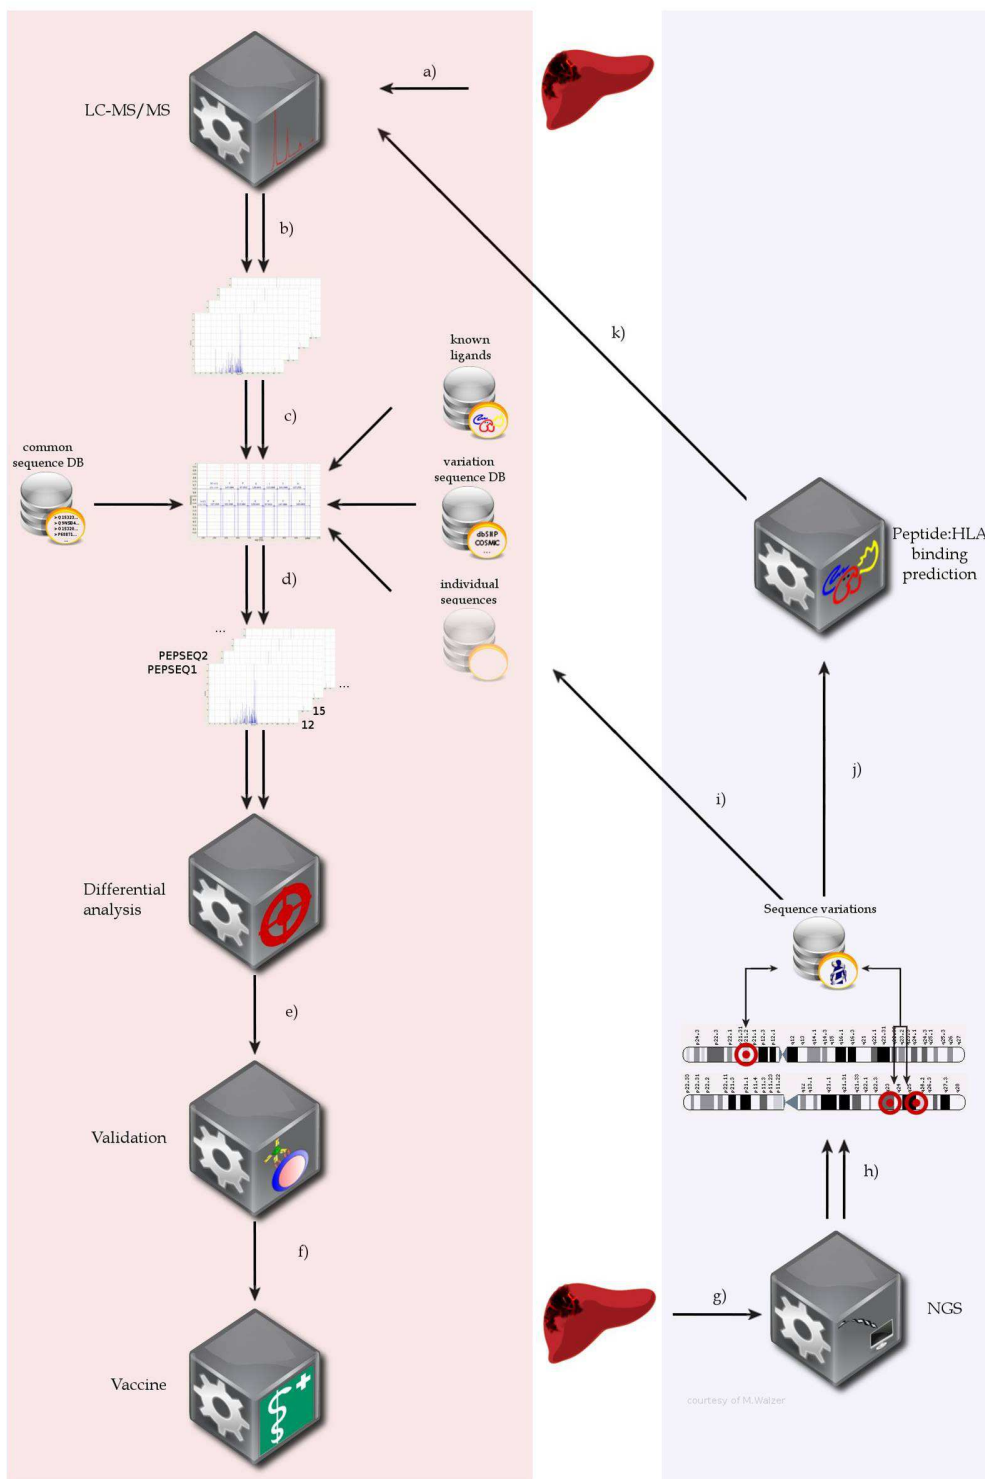 a)
LC-MS/MS
b)
k)
known
ligands
c)
common
sequence DB
variation
sequence DB
dbSNP
COSMIC
...
Peptide:HLA
binding
prediction
d)
individual
sequences
...
PEPSEQ2
PEPSEQ1
...
15
12
j)
i)
Differential
analysis
Sequence variations
e)
Validation
h)
f)
g)
NGS
Vaccine
courtesy of M.Walzer